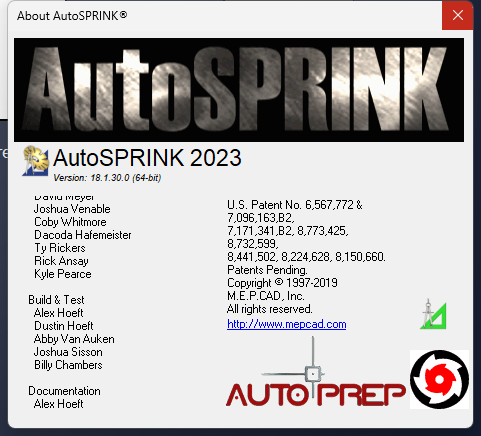 About AutoSPRINK®
AutoSPRINK
AutoSPRINK 2023
Version: 18.1.30.0 (64-bit)
David Meyer
Joshua Venable
Coby Whitmore
Dacoda Hafemeister
Ty Rickers
Rick Ansay
Kyle Pearce
Build & Test
Alex Hoeft
Dustin Hoeft
Abby Van Auken
Joshua Sisson
Billy Chambers
Documentation
Alex Hoeft
U.S. Patent No. 6,567,772 &
7,096,163,B2,
7,171,341,B2, 8,773,425,
8,732,599,
8,441,502, 8,224,628, 8,150,660.
Patents Pending.
Copyright © 1997-2019
M.E.P.CAD, Inc.
All rights reserved.
http://www.mepcad.com
AUTO PREP